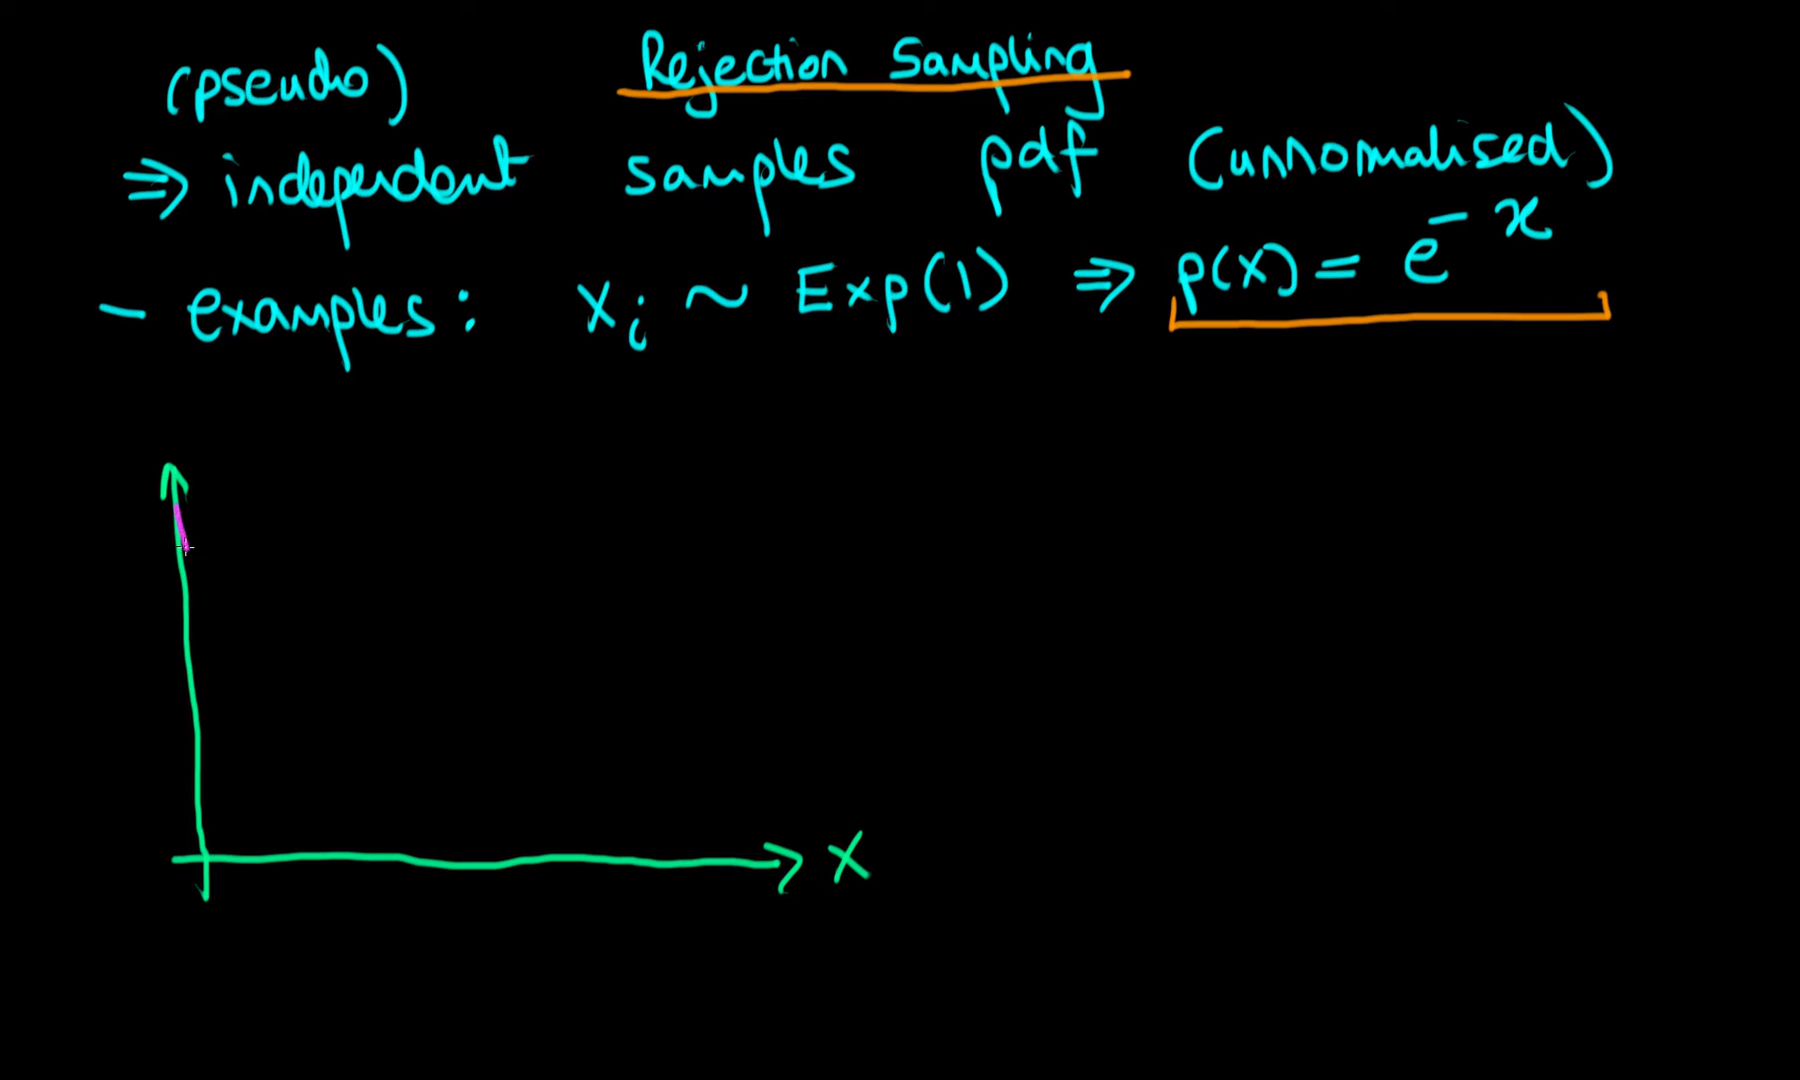 Rejection Sampling
(pseudo)
⇒ independent samples pdf (unnormalised)
- examples: Xi ~ Exp(1) ⇒ p(x) = e^-x
X